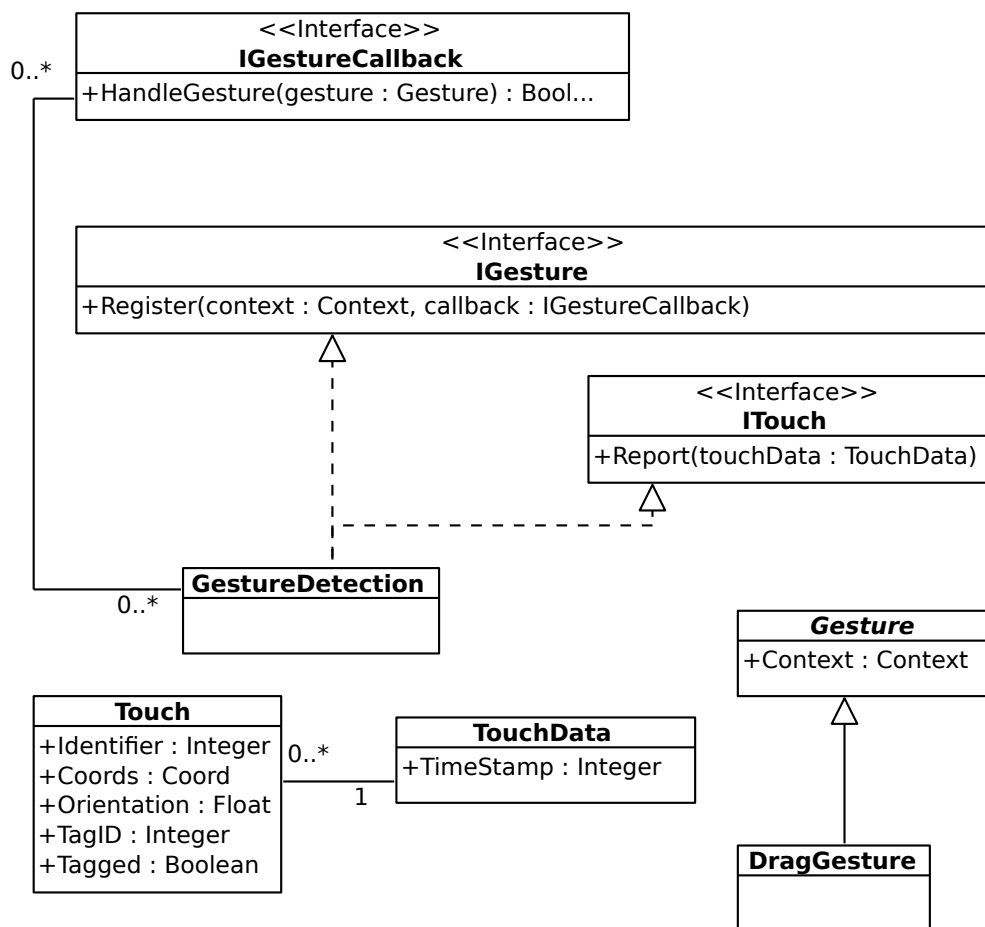 <<Interface>>
IGestureCallback
0..*
+HandleGesture(gesture : Gesture) : Bool...
<<Interface>>
IGesture
+Register(context : Context, callback : IGestureCallback)
<<Interface>>
ITouch
+Report(touchData : TouchData)
GestureDetection
0..*
Gesture
+Context : Context
Touch
+Identifier : Integer
+Coords : Coord
+Orientation : Float
+TagID : Integer
+Tagged : Boolean
0..*
1
TouchData
+TimeStamp : Integer
DragGesture